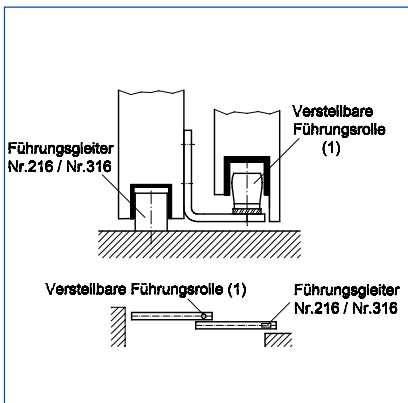 Verstellbare
Führungsrolle
(1)
Führungsgleiter
Nr.216 / Nr.316
Verstellbare Führungsrolle (1)
Führungsgleiter
Nr.216 / Nr.316